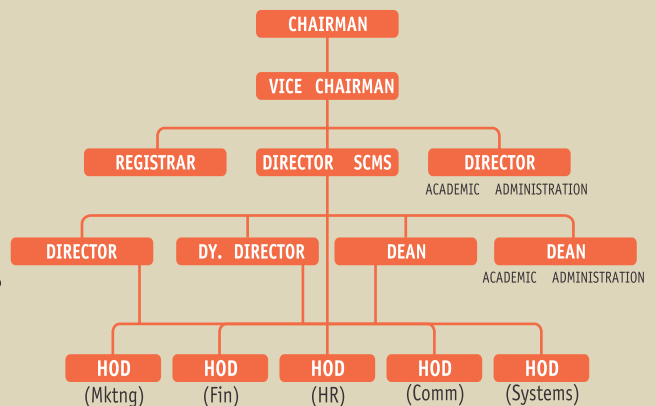 CHAIRMAN
VICE CHAIRMAN
REGISTRAR DIRECTOR SCMS DIRECTOR
ACADEMIC ADMINISTRATION
DIRECTOR DY. DIRECTOR DEAN DEAN
ACADEMIC ADMINISTRATION
HOD HOD HOD HOD HOD
(Mktng) (Fin) (HR) (Comm) (Systems)